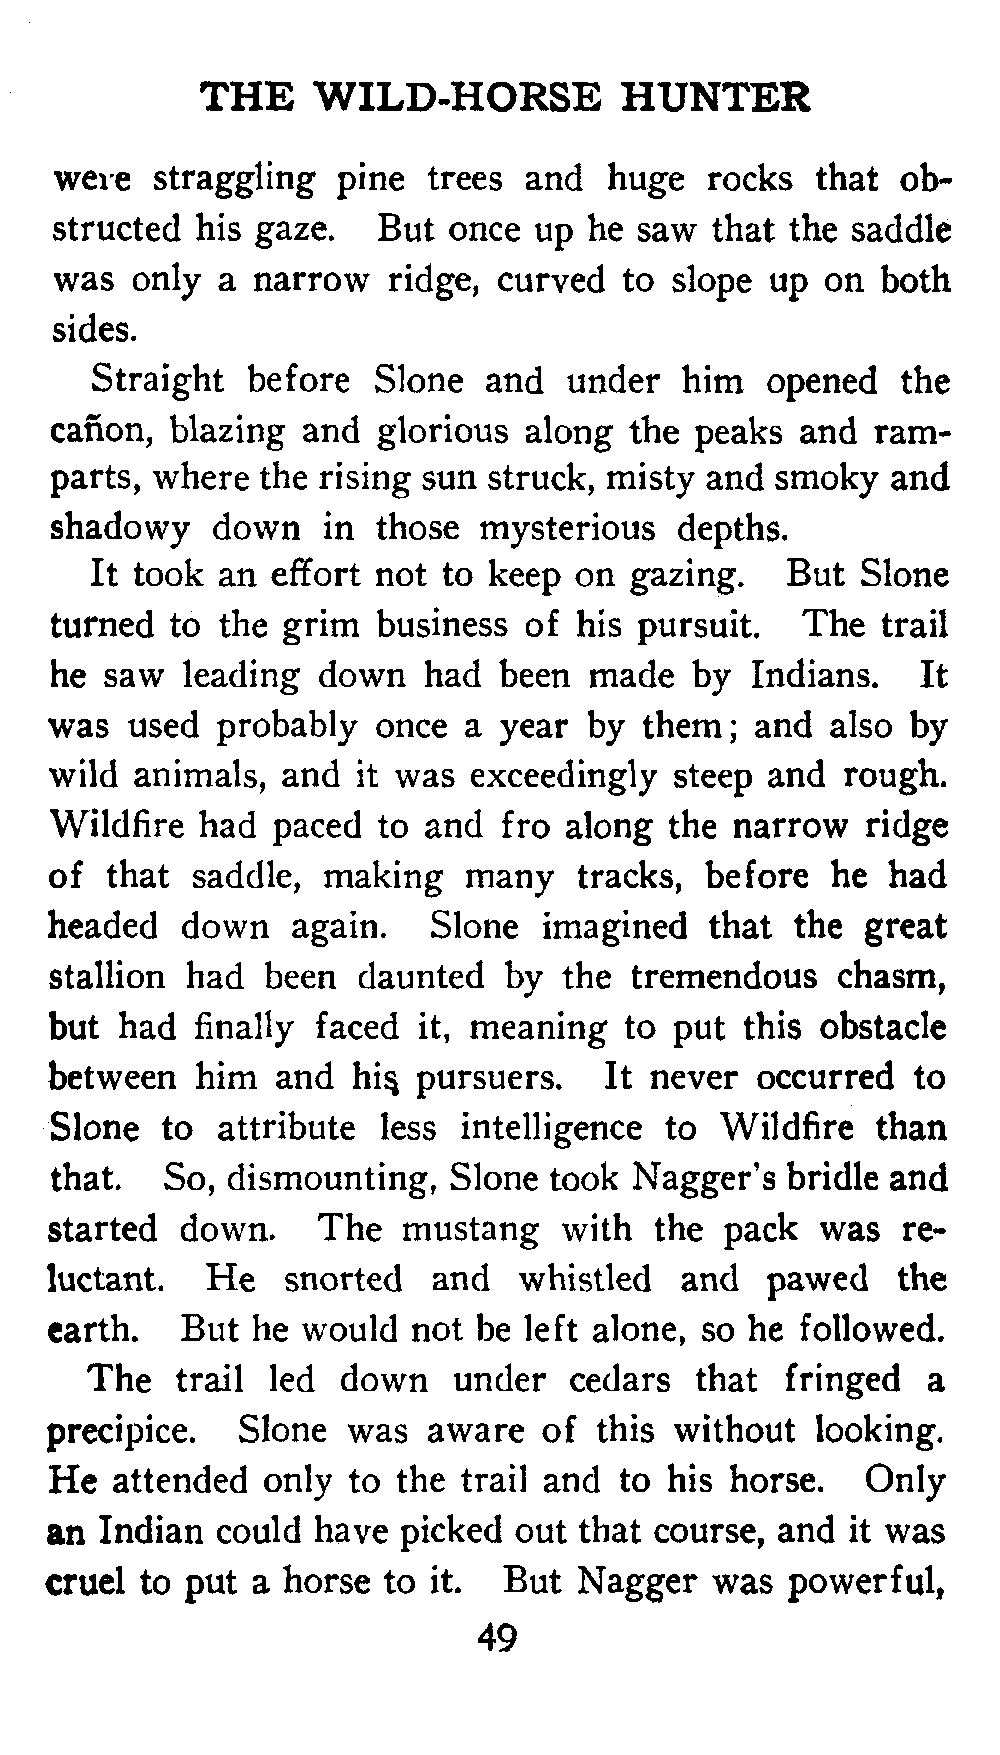 THE WILD-HORSE HUNTER
were straggling pine trees and huge rocks that ob-
structed his gaze. But once up he saw that the saddle
was only a narrow ridge, curved to slope up on both
sides.
Straight before Slone and under him opened the
cañon, blazing and glorious along the peaks and ram-
parts, where the rising sun struck, misty and smoky and
shadowy down in those mysterious depths.
It took an effort not to keep on gazing. But Slone
turned to the grim business of his pursuit. The trail
he saw leading down had been made by Indians. It
was used probably once a year by them; and also by
wild animals, and it was exceedingly steep and rough.
Wildfire had paced to and fro along the narrow ridge
of that saddle, making many tracks, before he had
headed down again. Slone imagined that the great
stallion had been daunted by the tremendous chasm,
but had finally faced it, meaning to put this obstacle
between him and his pursuers. It never occurred to
Slone to attribute less intelligence to Wildfire than
that. So, dismounting, Slone took Nagger's bridle and
started down. The mustang with the pack was re-
luctant. He snorted and whistled and pawed the
earth. But he would not be left alone, so he followed.
The trail led down under cedars that fringed a
precipice. Slone was aware of this without looking.
He attended only to the trail and to his horse. Only
an Indian could have picked out that course, and it was
cruel to put a horse to it. But Nagger was powerful,
49